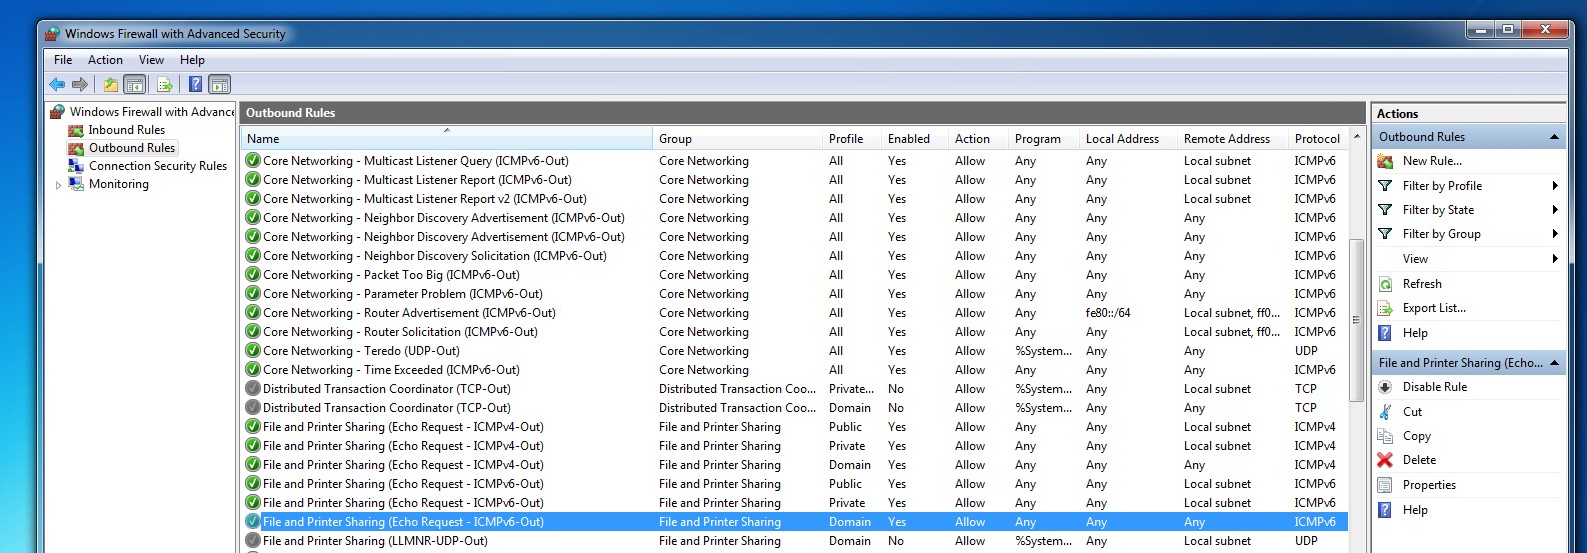 Windows Firewall with Advanced Security
File Action View Help
Windows Firewall with Advance
Inbound Rules
Outbound Rules
Connection Security Rules
Monitoring
Outbound Rules
Name Group Profile Enabled Action Program Local Address Remote Address Protocol
Core Networking - Multicast Listener Query (ICMPv6-Out) Core Networking All Yes Allow Any Any Local subnet ICMPv6
Core Networking - Multicast Listener Report (ICMPv6-Out) Core Networking All Yes Allow Any Any Local subnet ICMPv6
Core Networking - Multicast Listener Report v2 (ICMPv6-Out) Core Networking All Yes Allow Any Any Local subnet ICMPv6
Core Networking - Neighbor Discovery Advertisement (ICMPv6-Out) Core Networking All Yes Allow Any Any Any ICMPv6
Core Networking - Neighbor Discovery Advertisement (ICMPv6-Out) Core Networking All Yes Allow Any Any Any ICMPv6
Core Networking - Neighbor Discovery Solicitation (ICMPv6-Out) Core Networking All Yes Allow Any Any Any ICMPv6
Core Networking - Packet Too Big (ICMPv6-Out) Core Networking All Yes Allow Any Any Any ICMPv6
Core Networking - Parameter Problem (ICMPv6-Out) Core Networking All Yes Allow Any Any Any ICMPv6
Core Networking - Router Advertisement (ICMPv6-Out) Core Networking All Yes Allow Any fe80::/64 Local subnet, ff0... ICMPv6
Core Networking - Router Solicitation (ICMPv6-Out) Core Networking All Yes Allow Any Any Local subnet, ff0... ICMPv6
Core Networking - Teredo (UDP-Out) Core Networking All Yes Allow %System... Any Any UDP
Core Networking - Time Exceeded (ICMPv6-Out) Core Networking All Yes Allow Any Any Any ICMPv6
Distributed Transaction Coordinator (TCP-Out) Distributed Transaction Coo... Private... No Allow %System... Any Local subnet TCP
Distributed Transaction Coordinator (TCP-Out) Distributed Transaction Coo... Domain No Allow %System... Any Any TCP
File and Printer Sharing (Echo Request - ICMPv4-Out) File and Printer Sharing Public Yes Allow Any Any Local subnet ICMPv4
File and Printer Sharing (Echo Request - ICMPv4-Out) File and Printer Sharing Private Yes Allow Any Any Local subnet ICMPv4
File and Printer Sharing (Echo Request - ICMPv4-Out) File and Printer Sharing Domain Yes Allow Any Any Any ICMPv4
File and Printer Sharing (Echo Request - ICMPv6-Out) File and Printer Sharing Public Yes Allow Any Any Local subnet ICMPv6
File and Printer Sharing (Echo Request - ICMPv6-Out) File and Printer Sharing Private Yes Allow Any Any Local subnet ICMPv6
File and Printer Sharing (Echo Request - ICMPv6-Out) File and Printer Sharing Domain Yes Allow Any Any Any ICMPv6
File and Printer Sharing (LLMNR-UDP-Out) File and Printer Sharing Domain No Allow %System... Any Local subnet UDP
Actions
Outbound Rules
New Rule...
Filter by Profile
Filter by State
Filter by Group
View
Refresh
Export List...
Help
File and Printer Sharing (Echo...
Disable Rule
Cut
Copy
Delete
Properties
Help